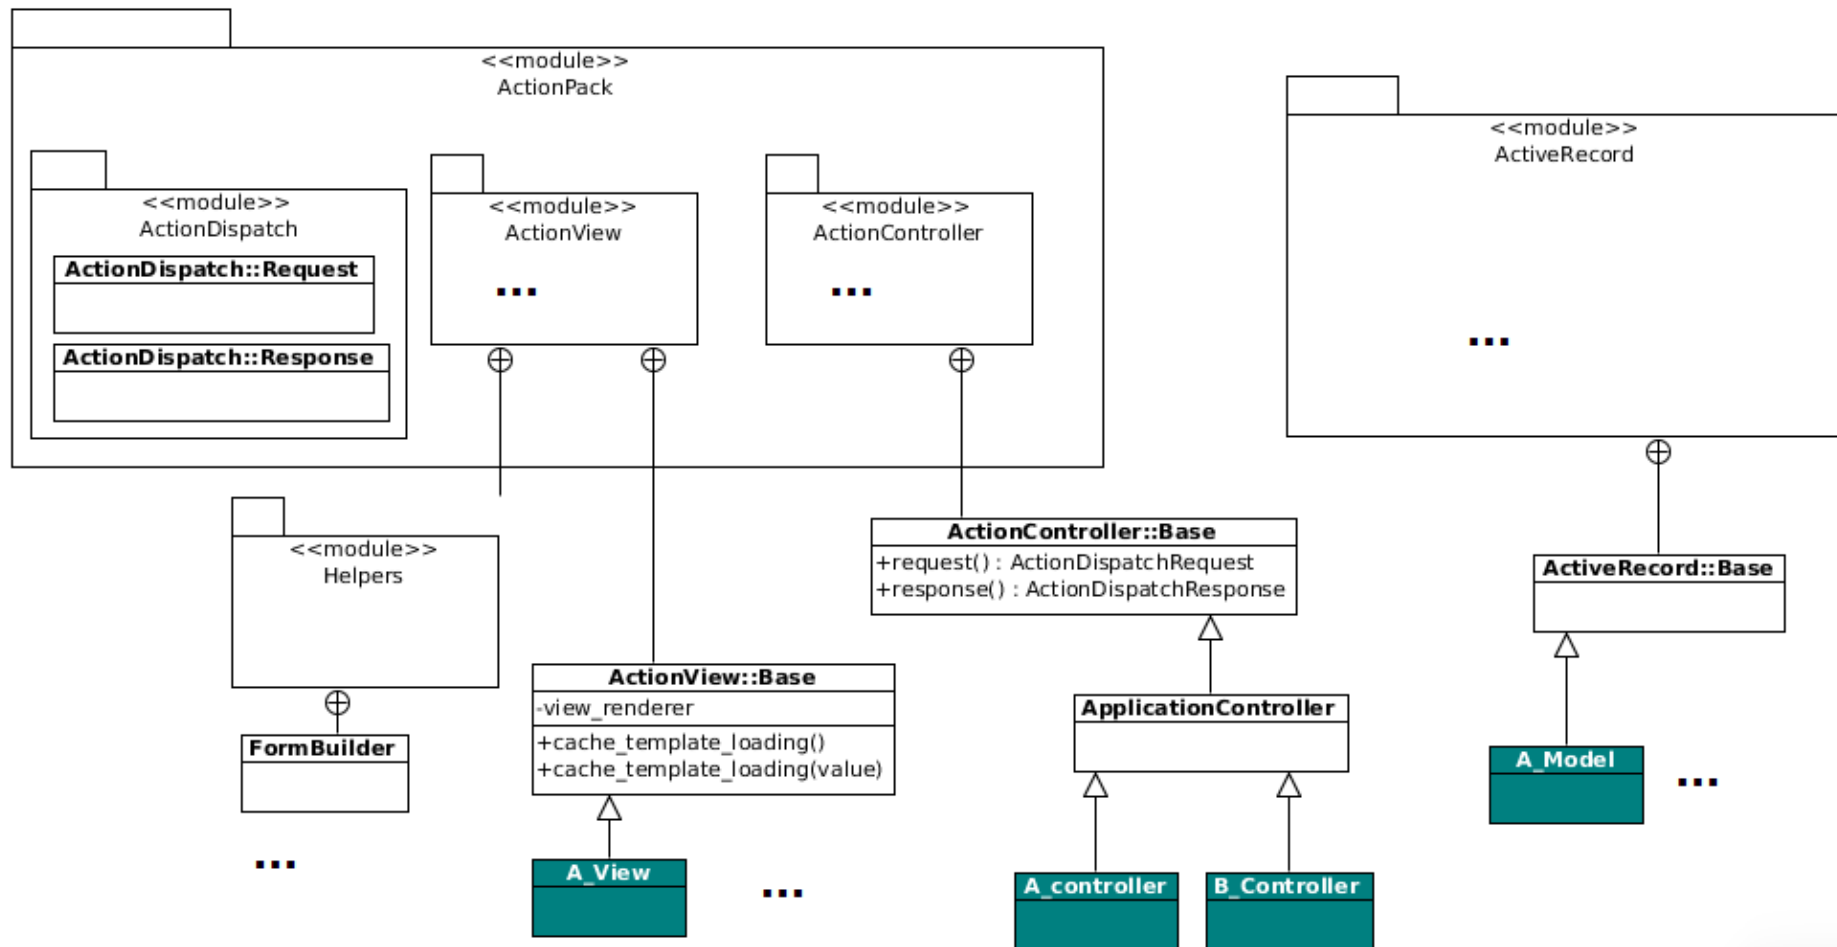 <<module>>
ActionPack
<<module>>
ActiveRecord
...
<<module>>
ActionDispatch
ActionDispatch::Request
ActionDispatch::Response
<<module>>
ActionView
...
<<module>>
ActionController
...
<<module>>
Helpers
FormBuilder
...
ActionView::Base
-view_renderer
+cache_template_loading()
+cache_template_loading(value)
A_View
...
ActionController::Base
+request() : ActionDispatchRequest
+response() : ActionDispatchResponse
ApplicationController
A_controller
B_Controller
ActiveRecord::Base
A_Model
...